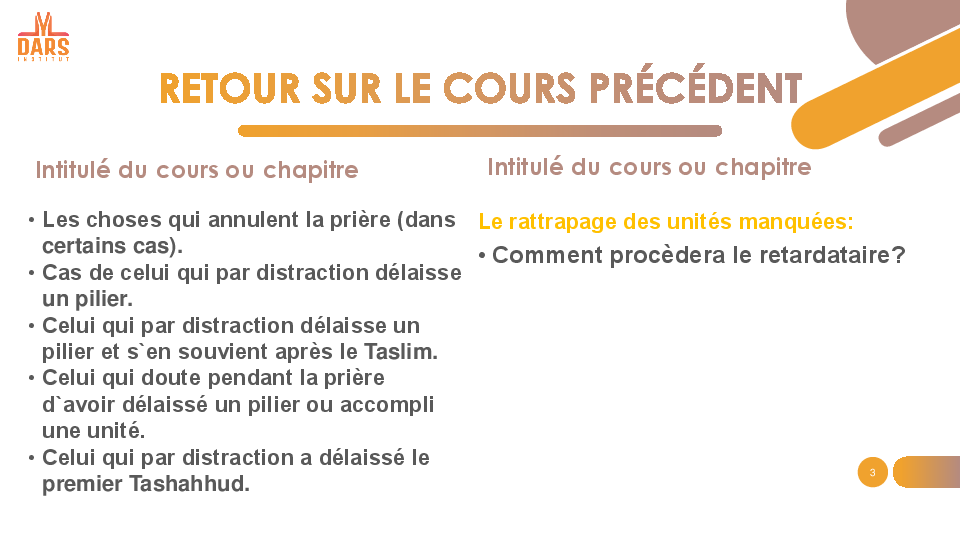 DARS
INSTITUT
RETOUR SUR LE COURS PRÉCÉDENT
Intitulé du cours ou chapitre
• Les choses qui annulent la prière (dans
certains cas).
• Cas de celui qui par distraction délaisse
un pilier.
• Celui qui par distraction délaisse un
pilier et s`en souvient après le Taslim.
• Celui qui doute pendant la prière
d`avoir délaissé un pilier ou accompli
une unité.
• Celui qui par distraction a délaissé le
premier Tashahhud.
Intitulé du cours ou chapitre
Le rattrapage des unités manquées:
• Comment procèdera le retardataire?
3